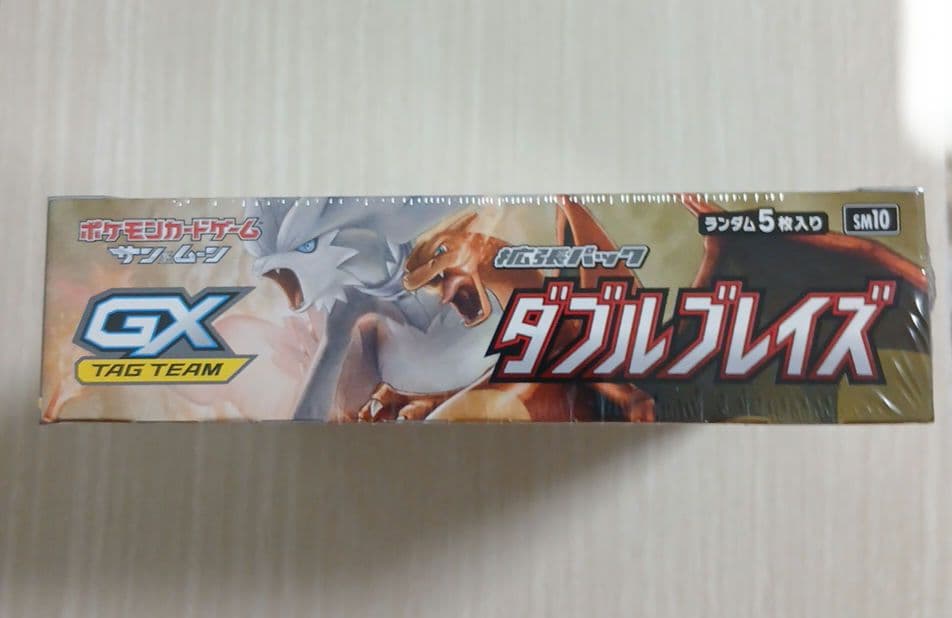 ポケモンカードゲーム
サン&ムーン
GX
TAG TEAM
拡張パック
ダブルブレイズ
ランダム5枚入り
SM10